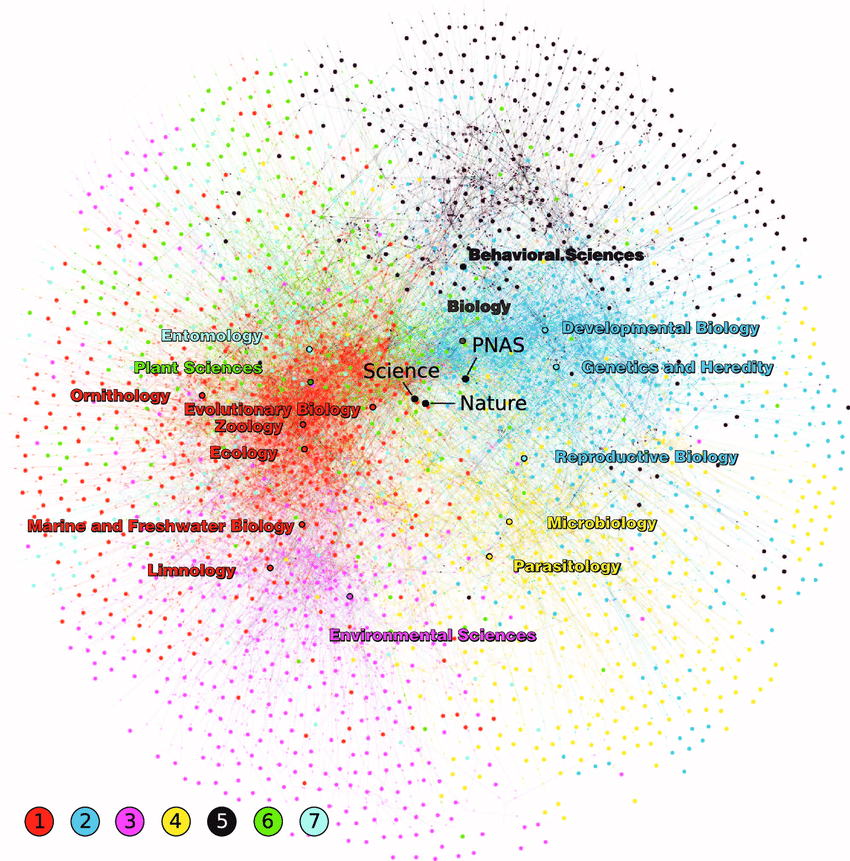 Behavioral.Sciences
Biology
Developmental Biology
Entomology
PNAS
Plant Sciences
Science
Genetics and Heredity
Ornithology
Nature
Evolutionary Biology
Zoology
Ecology
Reproductive Biology
Marine and Freshwater Biology
Microbiology
Limnology
Parasitology
Environmental Sciences
1 2 3 4 5 6 7